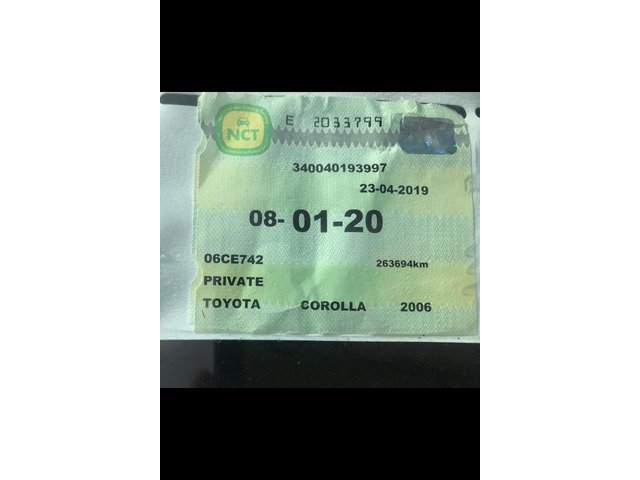 NCT
E 2033799
340040193997
23-04-2019
08-01-20
06CE742 263694km
PRIVATE
TOYOTA COROLLA 2006